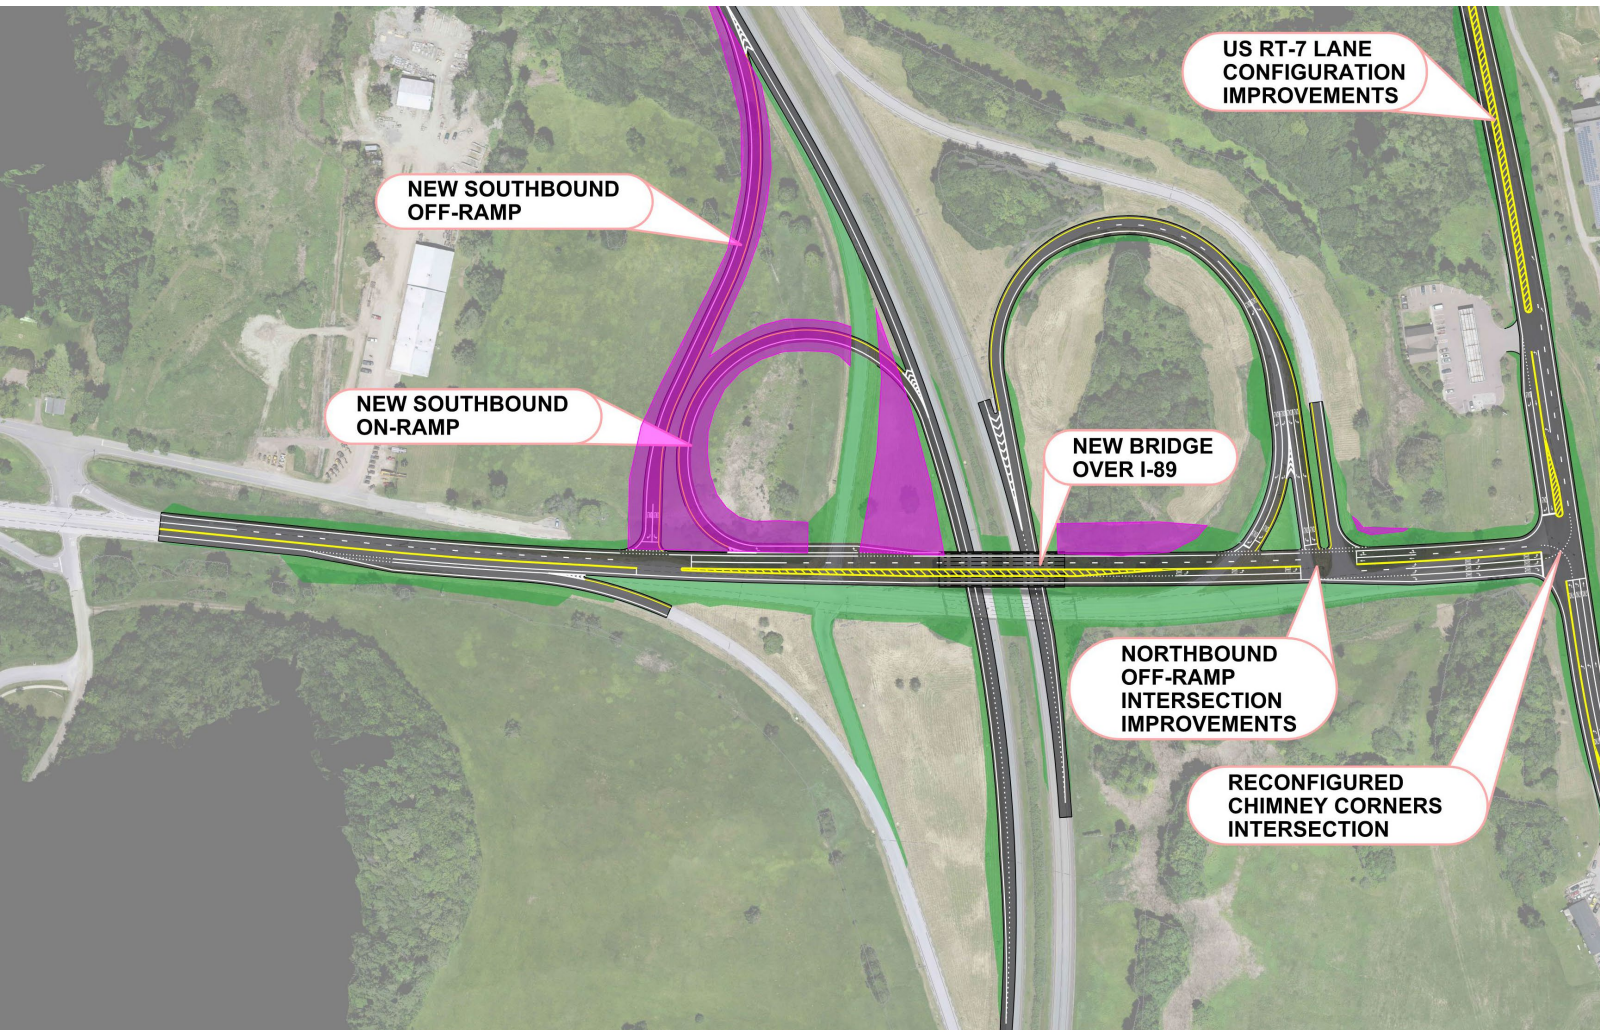 US RT-7 LANE
CONFIGURATION
IMPROVEMENTS
NEW SOUTHBOUND
OFF-RAMP
NEW SOUTHBOUND
ON-RAMP
NEW BRIDGE
OVER I-89
NORTHBOUND
OFF-RAMP
INTERSECTION
IMPROVEMENTS
RECONFIGURED
CHIMNEY CORNERS
INTERSECTION